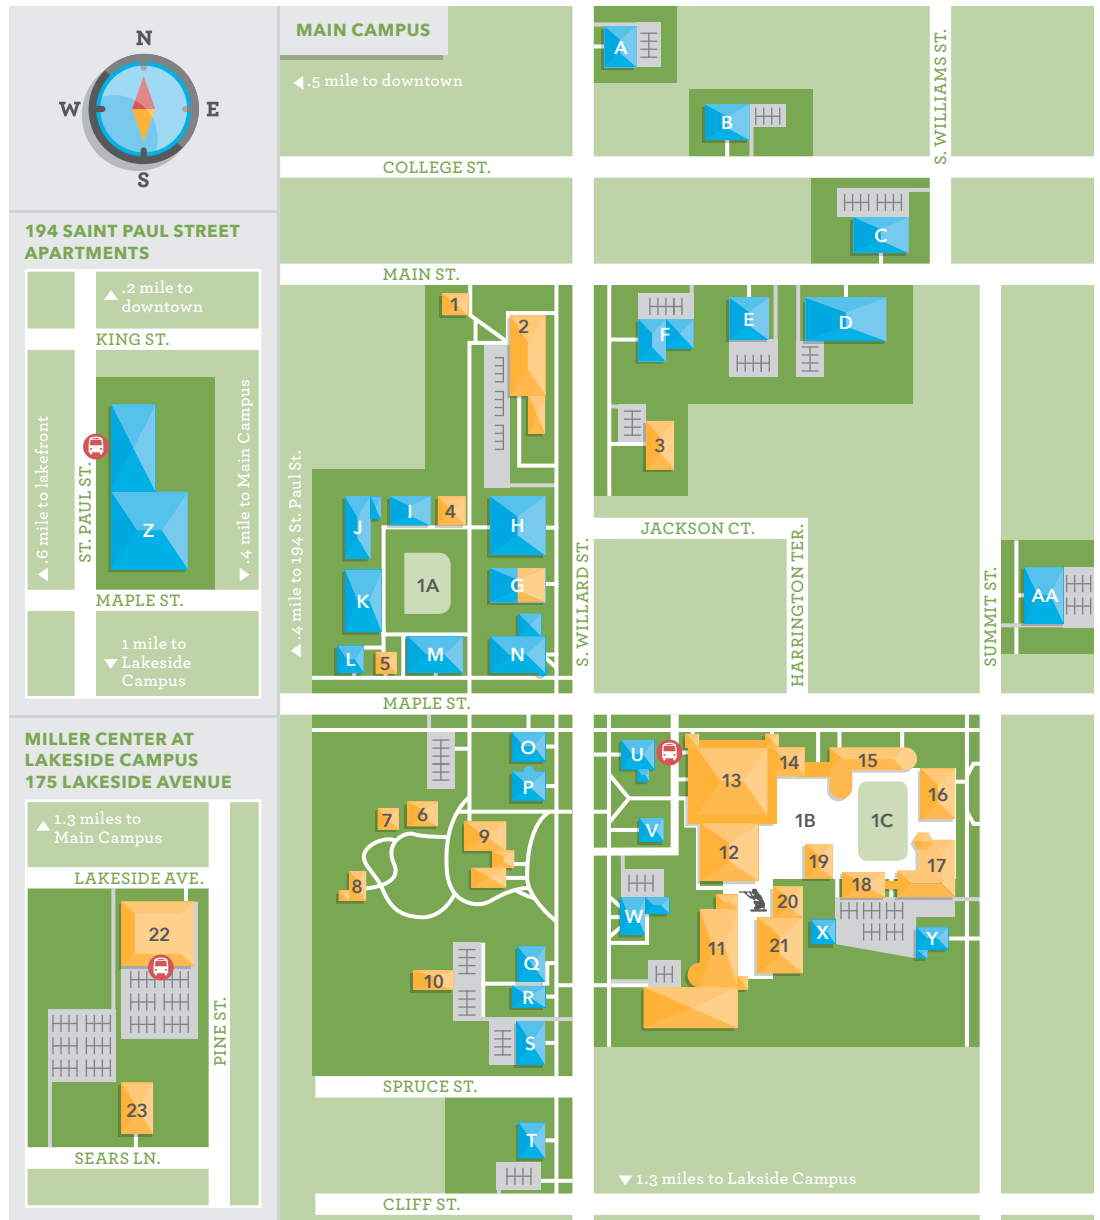 N
W
E
S
MAIN CAMPUS
.5 mile to downtown
A
B
S. WILLIAMS ST.
COLLEGE ST.
C
MAIN ST.
194 SAINT PAUL STREET
APARTMENTS
.2 mile to
downtown
KING ST.
.6 mile to lakefront
ST. PAUL ST.
Z
.4 mile to Main Campus
MAPLE ST.
1 mile to
Lakeside
Campus
1
2
F
E
D
3
.4 mile to 194 St. Paul St.
J
I
4
H
K
1A
G
L
5
M
N
S. WILLARD ST.
JACKSON CT.
HARRINGTON TER.
SUMMIT ST.
AA
MAPLE ST.
MILLER CENTER AT
LAKESIDE CAMPUS
175 LAKESIDE AVENUE
1.3 miles to
Main Campus
LAKESIDE AVE.
22
PINE ST.
23
SEARS LN.
O
P
7
6
9
8
10
Q
R
S
SPRUCE ST.
T
CLIFF ST.
U
13
14
15
16
V
12
1B
1C
19
17
18
W
20
11
21
X
Y
1.3 miles to Lakside Campus